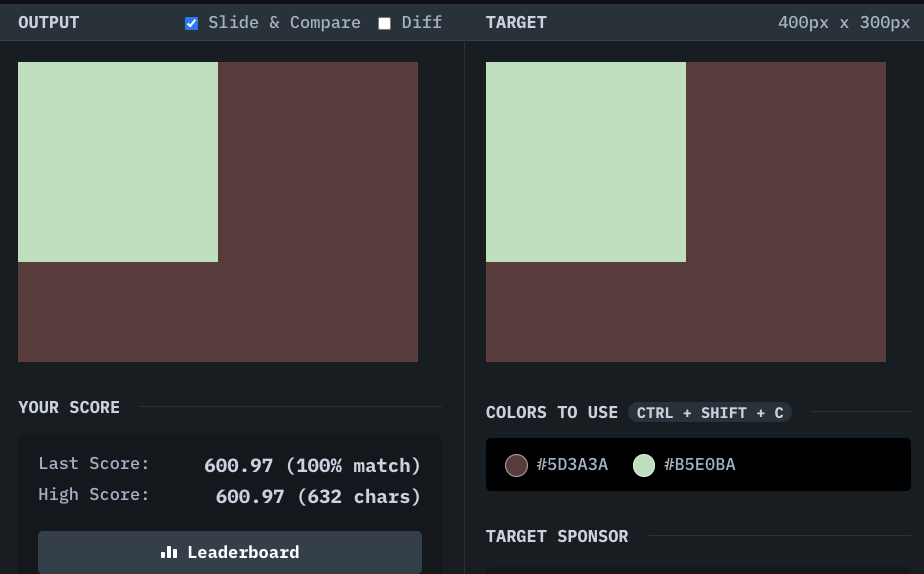 OUTPUT Slide & Compare Diff TARGET 400px x 300px
YOUR SCORE
Last Score: 600.97 (100% match)
High Score: 600.97 (632 chars)
Leaderboard
COLORS TO USE CTRL + SHIFT + C
#5D3A3A #B5E0BA
TARGET SPONSOR